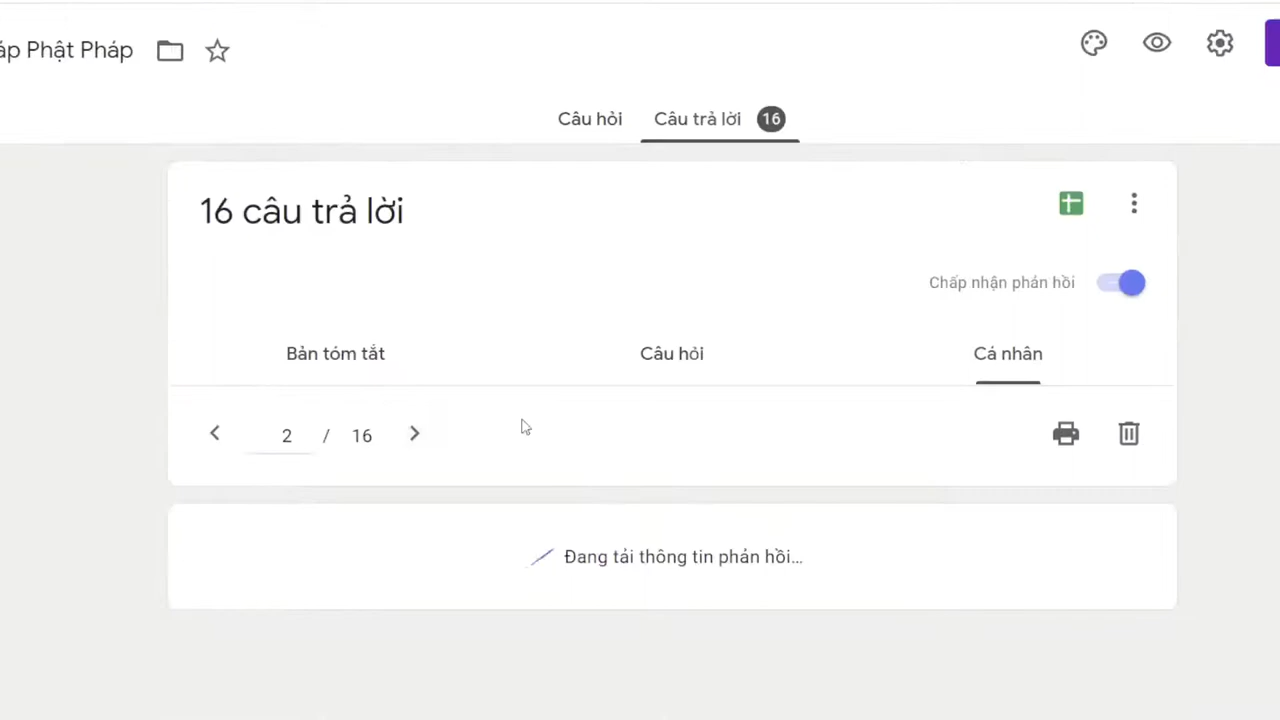 Phật Pháp
Câu hỏi
Câu trả lời 16
16 câu trả lời
Chấp nhận phản hồi
Bản tóm tắt
Câu hỏi
Cá nhân
2 / 16
Đang tải thông tin phản hồi...